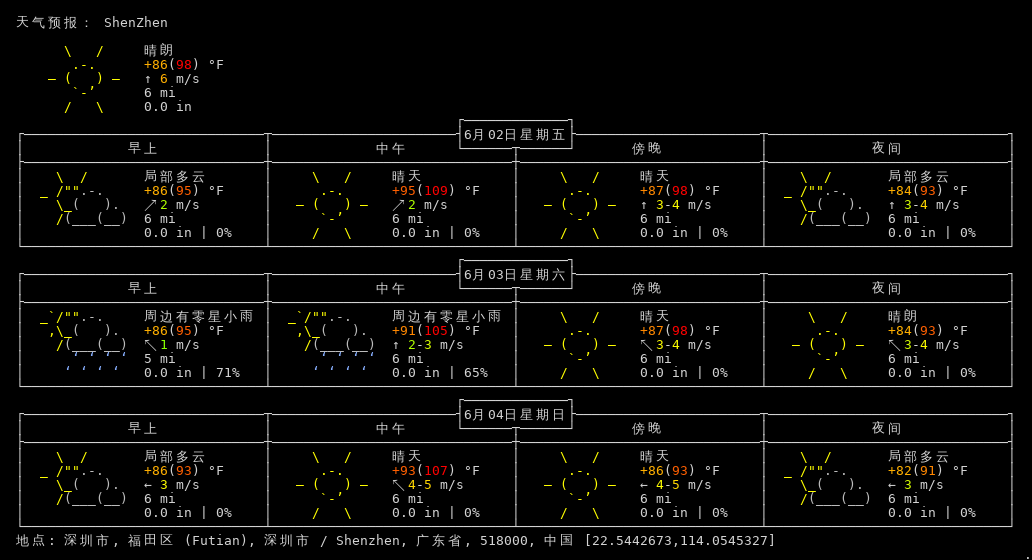 天气预报： ShenZhen
晴朗
+86(98) °F
↑ 6 m/s
6 mi
0.0 in
6月02日星期五
早上 中午 傍晚 夜间
局部多云 晴天 晴天 局部多云
+86(95) °F +95(109) °F +87(98) °F +84(93) °F
↗2 m/s ↗2 m/s ↑ 3-4 m/s ↑ 3-4 m/s
6 mi 6 mi 6 mi 6 mi
0.0 in | 0% 0.0 in | 0% 0.0 in | 0% 0.0 in | 0%
6月03日星期六
早上 中午 傍晚 夜间
周边有零星小雨 周边有零星小雨 晴天 晴朗
+86(95) °F +91(105) °F +87(98) °F +84(93) °F
↖1 m/s ↑ 2-3 m/s ↖3-4 m/s ↖3-4 m/s
5 mi 6 mi 6 mi 6 mi
0.0 in | 71% 0.0 in | 65% 0.0 in | 0% 0.0 in | 0%
6月04日星期日
早上 中午 傍晚 夜间
局部多云 晴天 晴天 局部多云
+86(93) °F +93(107) °F +86(93) °F +82(91) °F
← 3 m/s ↖4-5 m/s ← 4-5 m/s ← 3 m/s
6 mi 6 mi 6 mi 6 mi
0.0 in | 0% 0.0 in | 0% 0.0 in | 0% 0.0 in | 0%
地点: 深圳市, 福田区 (Futian), 深圳市 / Shenzhen, 广东省, 518000, 中国 [22.5442673,114.0545327]